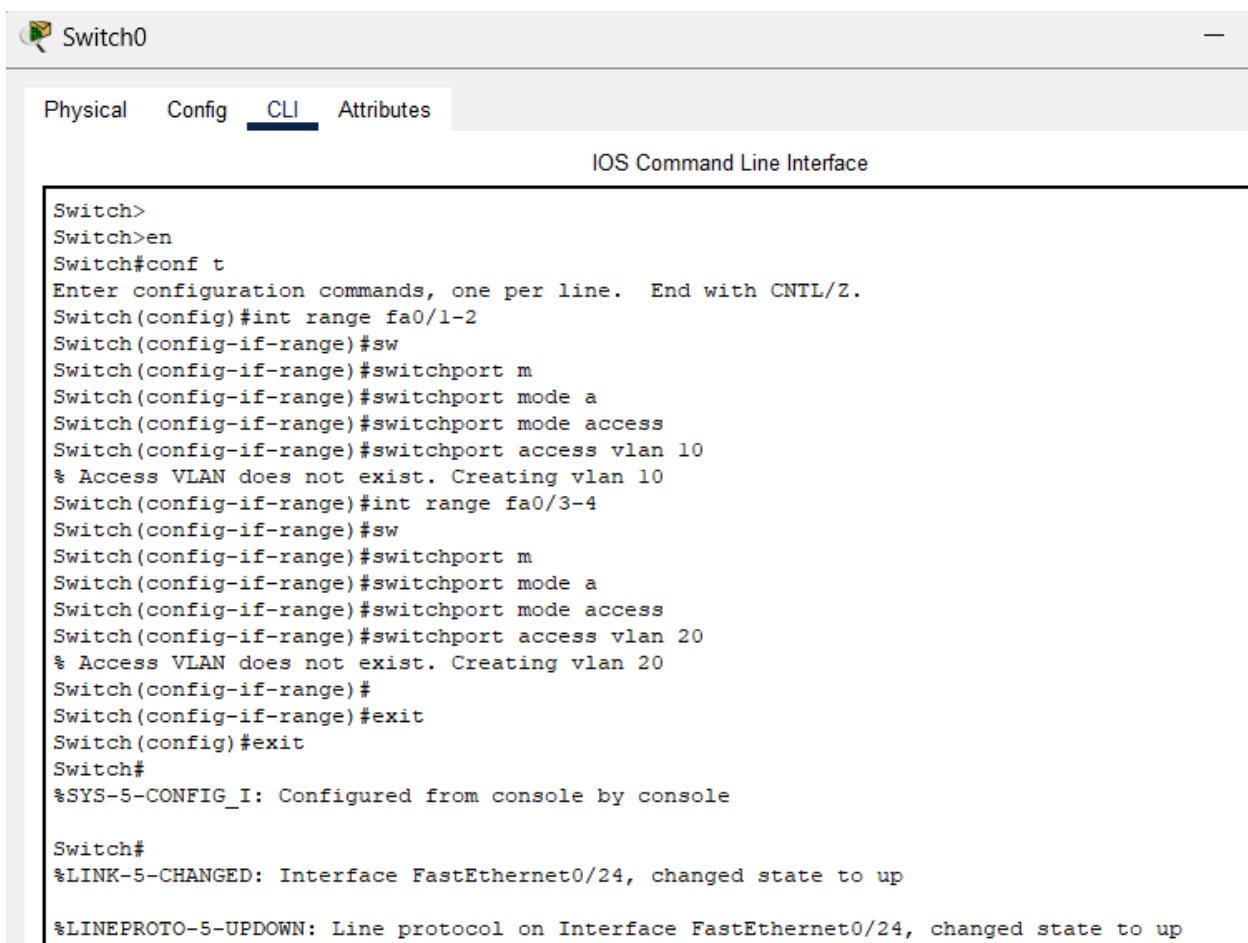 Switch0
Physical Config CLI Attributes
IOS Command Line Interface
Switch>
Switch>en
Switch#conf t
Enter configuration commands, one per line.  End with CNTL/Z.
Switch(config)#int range fa0/1-2
Switch(config-if-range)#sw
Switch(config-if-range)#switchport m
Switch(config-if-range)#switchport mode a
Switch(config-if-range)#switchport mode access
Switch(config-if-range)#switchport access vlan 10
% Access VLAN does not exist. Creating vlan 10
Switch(config-if-range)#int range fa0/3-4
Switch(config-if-range)#sw
Switch(config-if-range)#switchport m
Switch(config-if-range)#switchport mode a
Switch(config-if-range)#switchport mode access
Switch(config-if-range)#switchport access vlan 20
% Access VLAN does not exist. Creating vlan 20
Switch(config-if-range)#
Switch(config-if-range)#exit
Switch(config)#exit
Switch#
%SYS-5-CONFIG_I: Configured from console by console
Switch#
%LINK-5-CHANGED: Interface FastEthernet0/24, changed state to up
%LINEPROTO-5-UPDOWN: Line protocol on Interface FastEthernet0/24, changed state to up